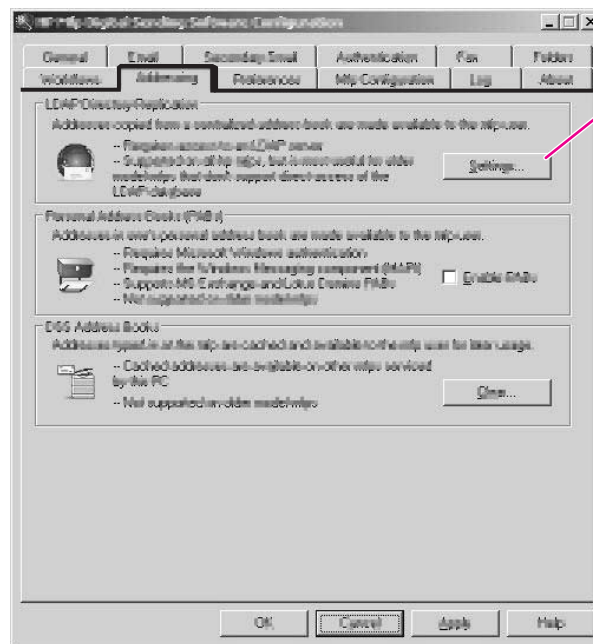 HP Mfp Digital Sending Software Configuration
General Email Secondary Email Authentication Fax Folders
Workflows Addressing Preferences Mfp Configuration Log About
LDAP Directory Replication
Addresses copied from a centralized address book are made available to the mfp user.
-- Requires access to an LDAP server
-- Supported on all hp mfps, but is most useful for older
model mfps that don't support direct access of the
LDAP database
Settings...
Personal Address Books (PABs)
Addresses in one's personal address book are made available to the mfp user.
-- Requires Microsoft Windows authentication
-- Requires the Windows Messaging component (MAPI)
-- Supports MS Exchange and Lotus Domino PABs
-- Not supported on older model mfps
Enable PABs
DSS Address Books
Addresses typed in at the mfp are cached and available to the mfp user for later usage.
-- Cached addresses are available on other mfps serviced
by this PC
-- Not supported on older model mfps
Clear...
OK Cancel Apply Help